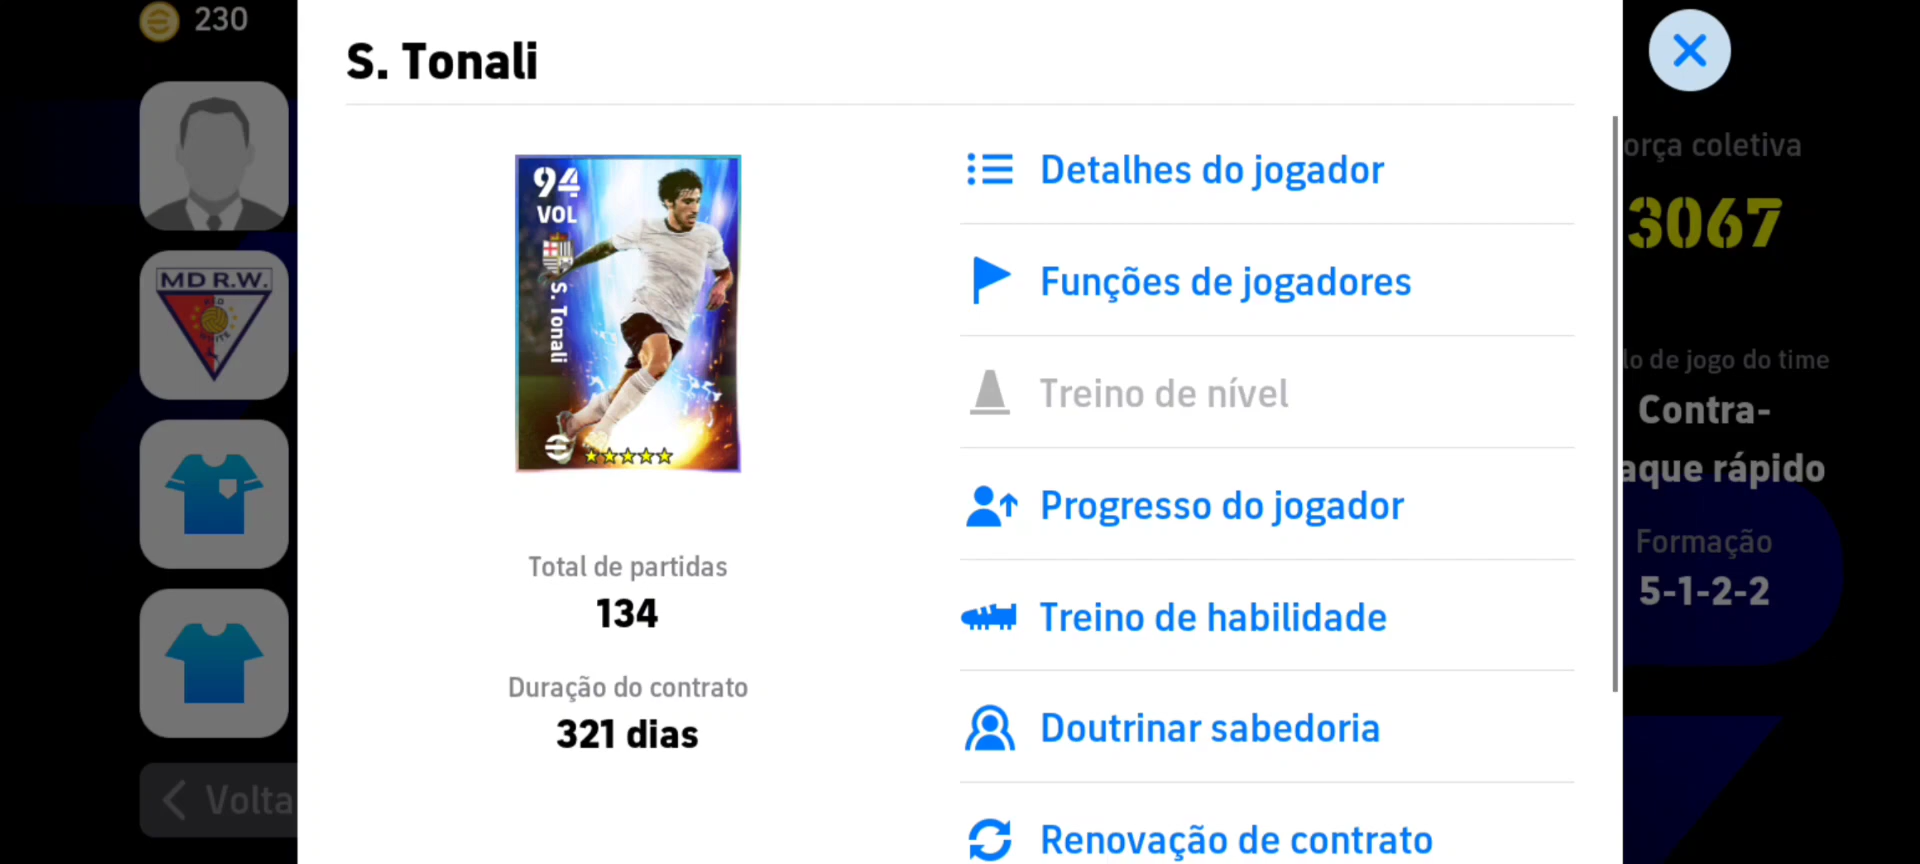 230
S. Tonali
94
VOL
S. Tonali
Total de partidas
134
Duração do contrato
321 dias
Detalhes do jogador
Funções de jogadores
Treino de nível
Progresso do jogador
Treino de habilidade
Doutrinar sabedoria
Renovação de contrato
MD R.W.
Volta
orça coletiva
3067
lo de jogo do time
Contra-
aque rápido
Formação
5-1-2-2